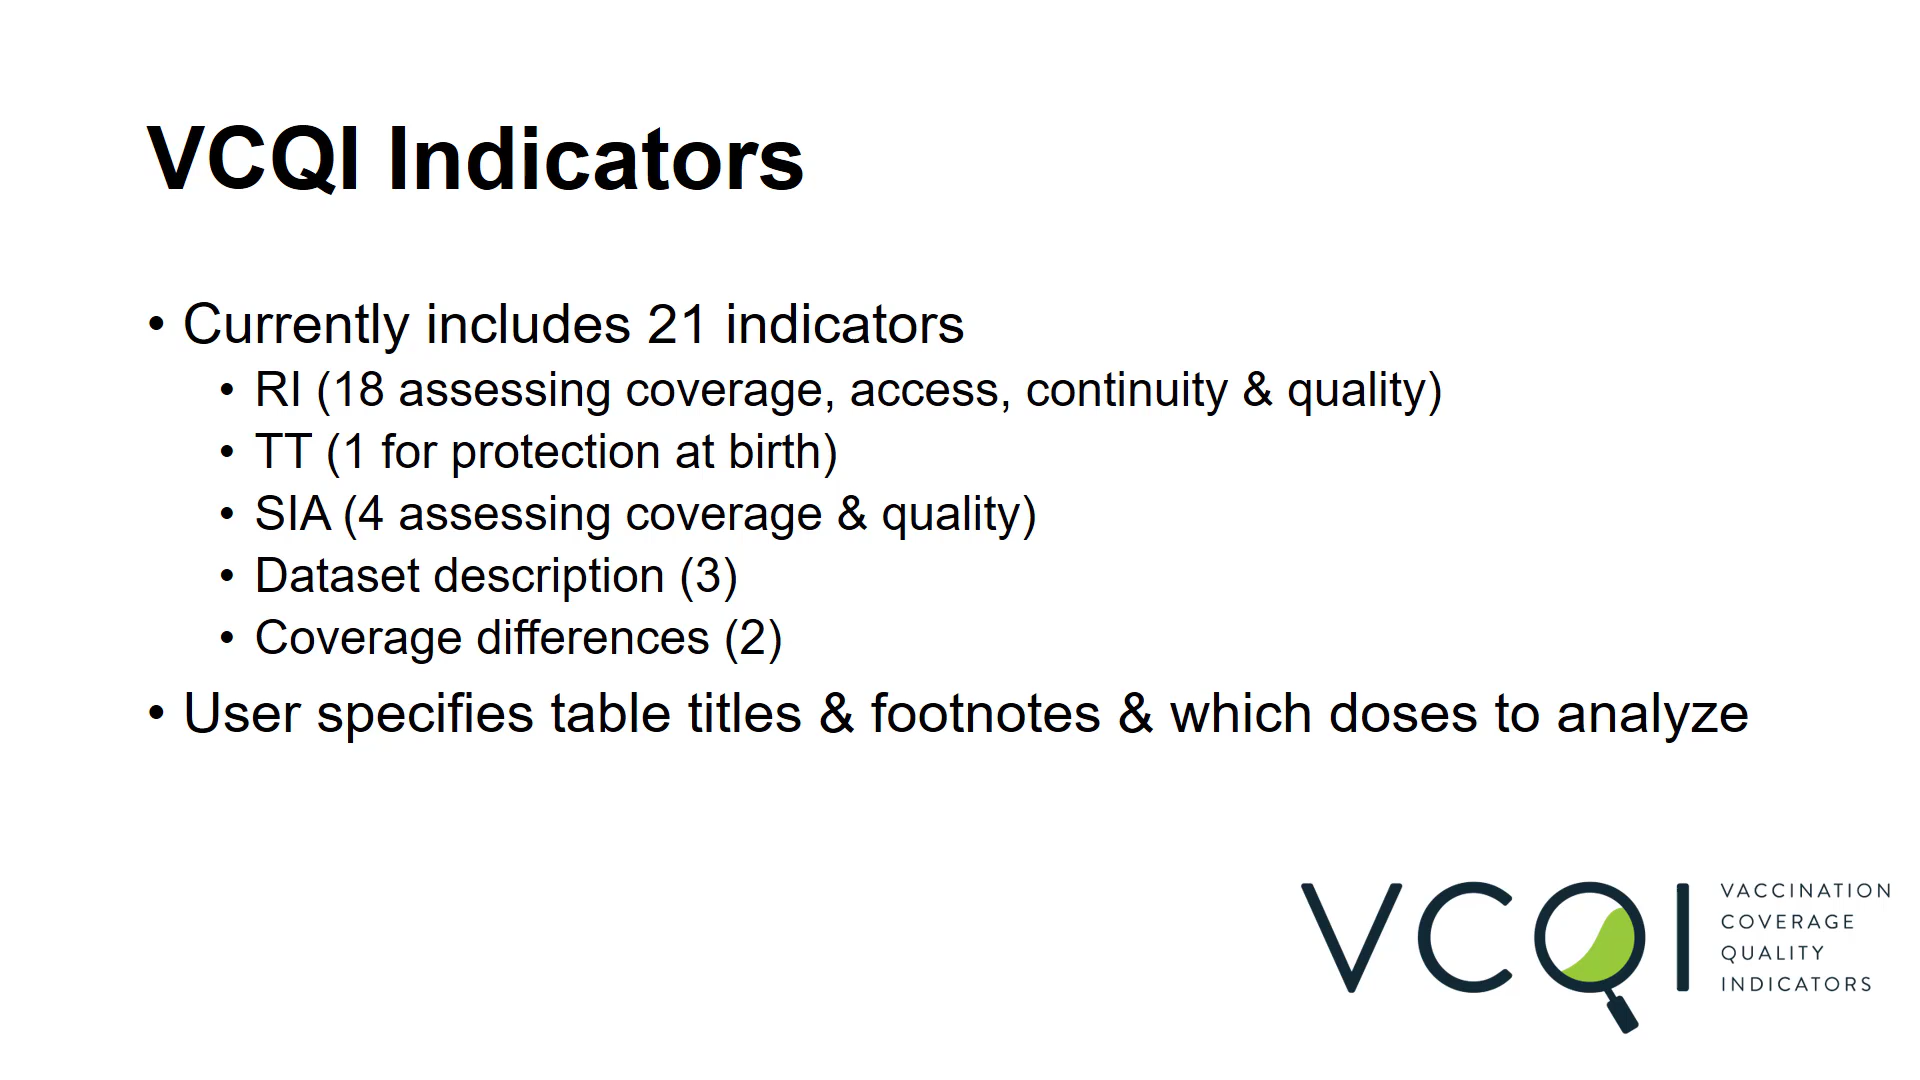 VCQI Indicators
• Currently includes 21 indicators
• RI (18 assessing coverage, access, continuity & quality)
• TT (1 for protection at birth)
• SIA (4 assessing coverage & quality)
• Dataset description (3)
• Coverage differences (2)
• User specifies table titles & footnotes & which doses to analyze
VCQI
VACCINATION
COVERAGE
QUALITY
INDICATORS